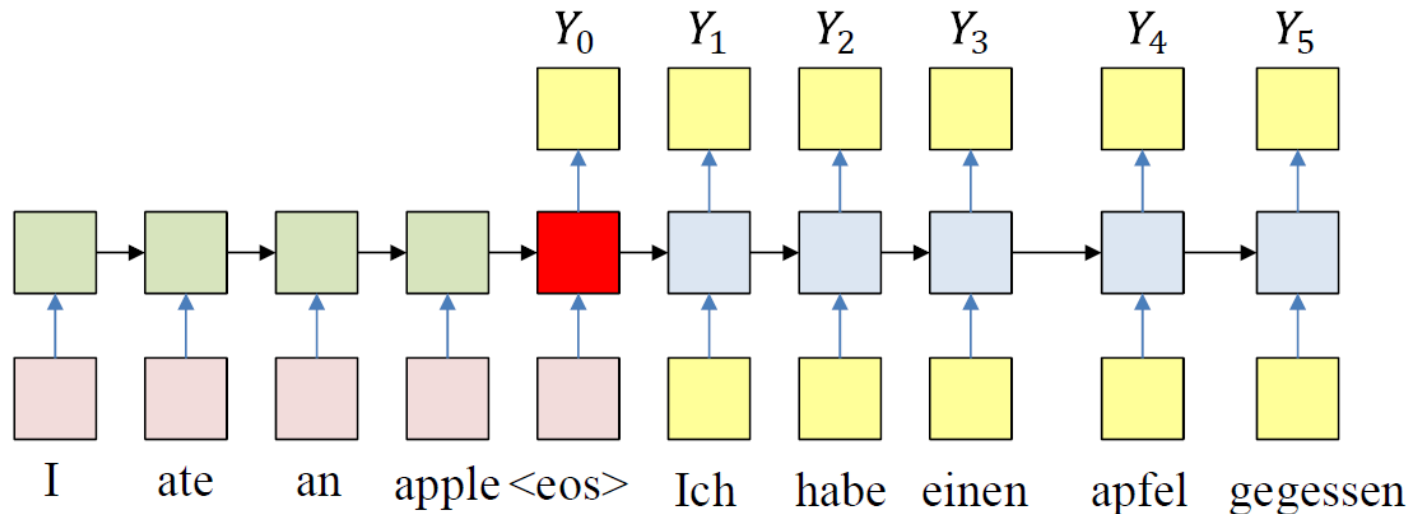 Y₀ Y₁ Y₂ Y₃ Y₄ Y₅
I ate an apple <eos> Ich habe einen apfel gegessen